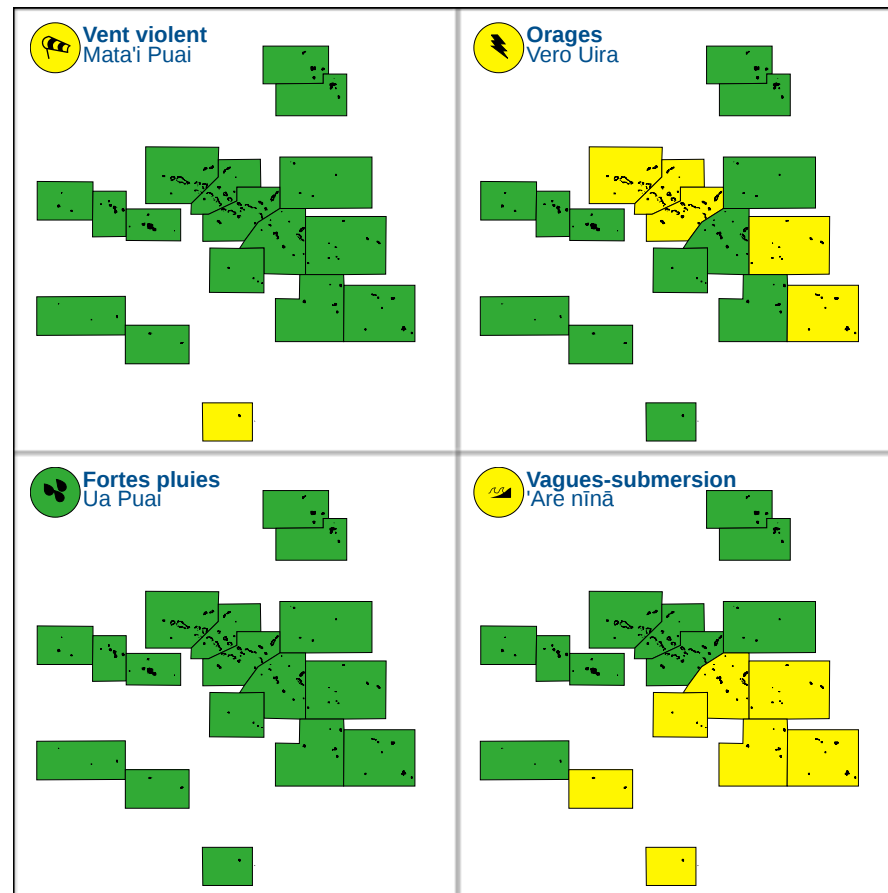 Vent violent
Mata'i Puai
Orages
Vero Uira
Fortes pluies
Ua Puai
Vagues-submersion
'Are nīnā